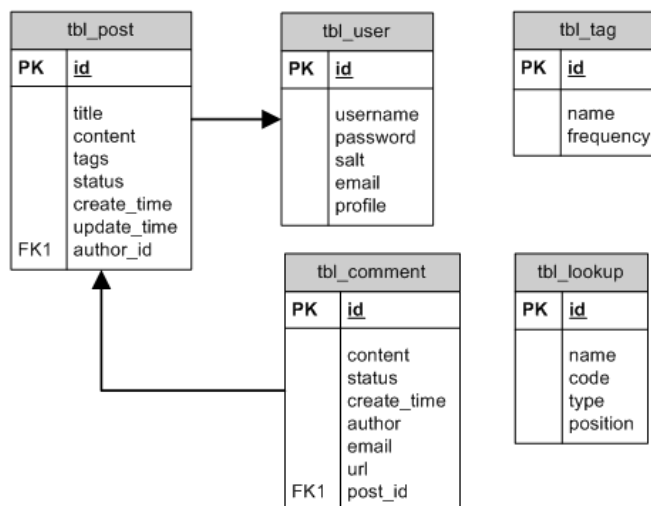 tbl_post
PK id
title
content
tags
status
create_time
update_time
FK1 author_id
tbl_user
PK id
username
password
salt
email
profile
tbl_tag
PK id
name
frequency
tbl_comment
PK id
content
status
create_time
author
email
url
FK1 post_id
tbl_lookup
PK id
name
code
type
position